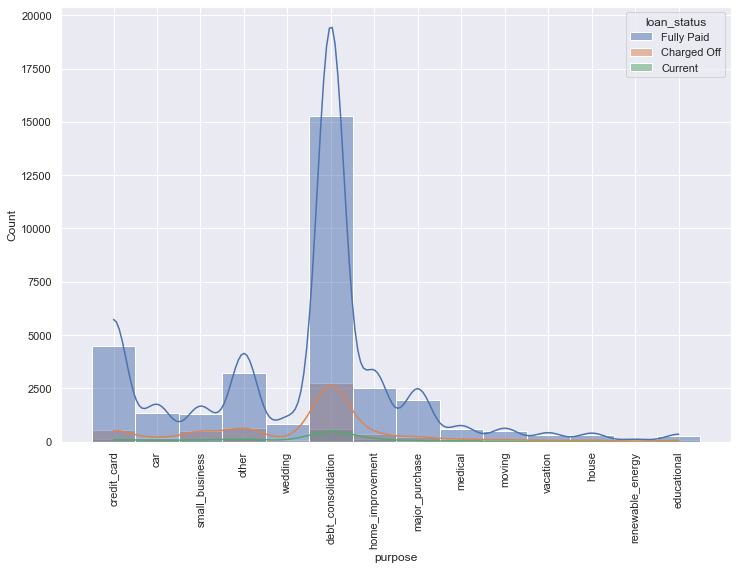 20000
17500
15000
12500
10000
7500
5000
2500
0
Count
loan_status
Fully Paid
Charged Off
Current
credit_card
car
small_business
other
wedding
debt_consolidation
home_improvement
major_purchase
medical
moving
vacation
house
renewable_energy
educational
purpose